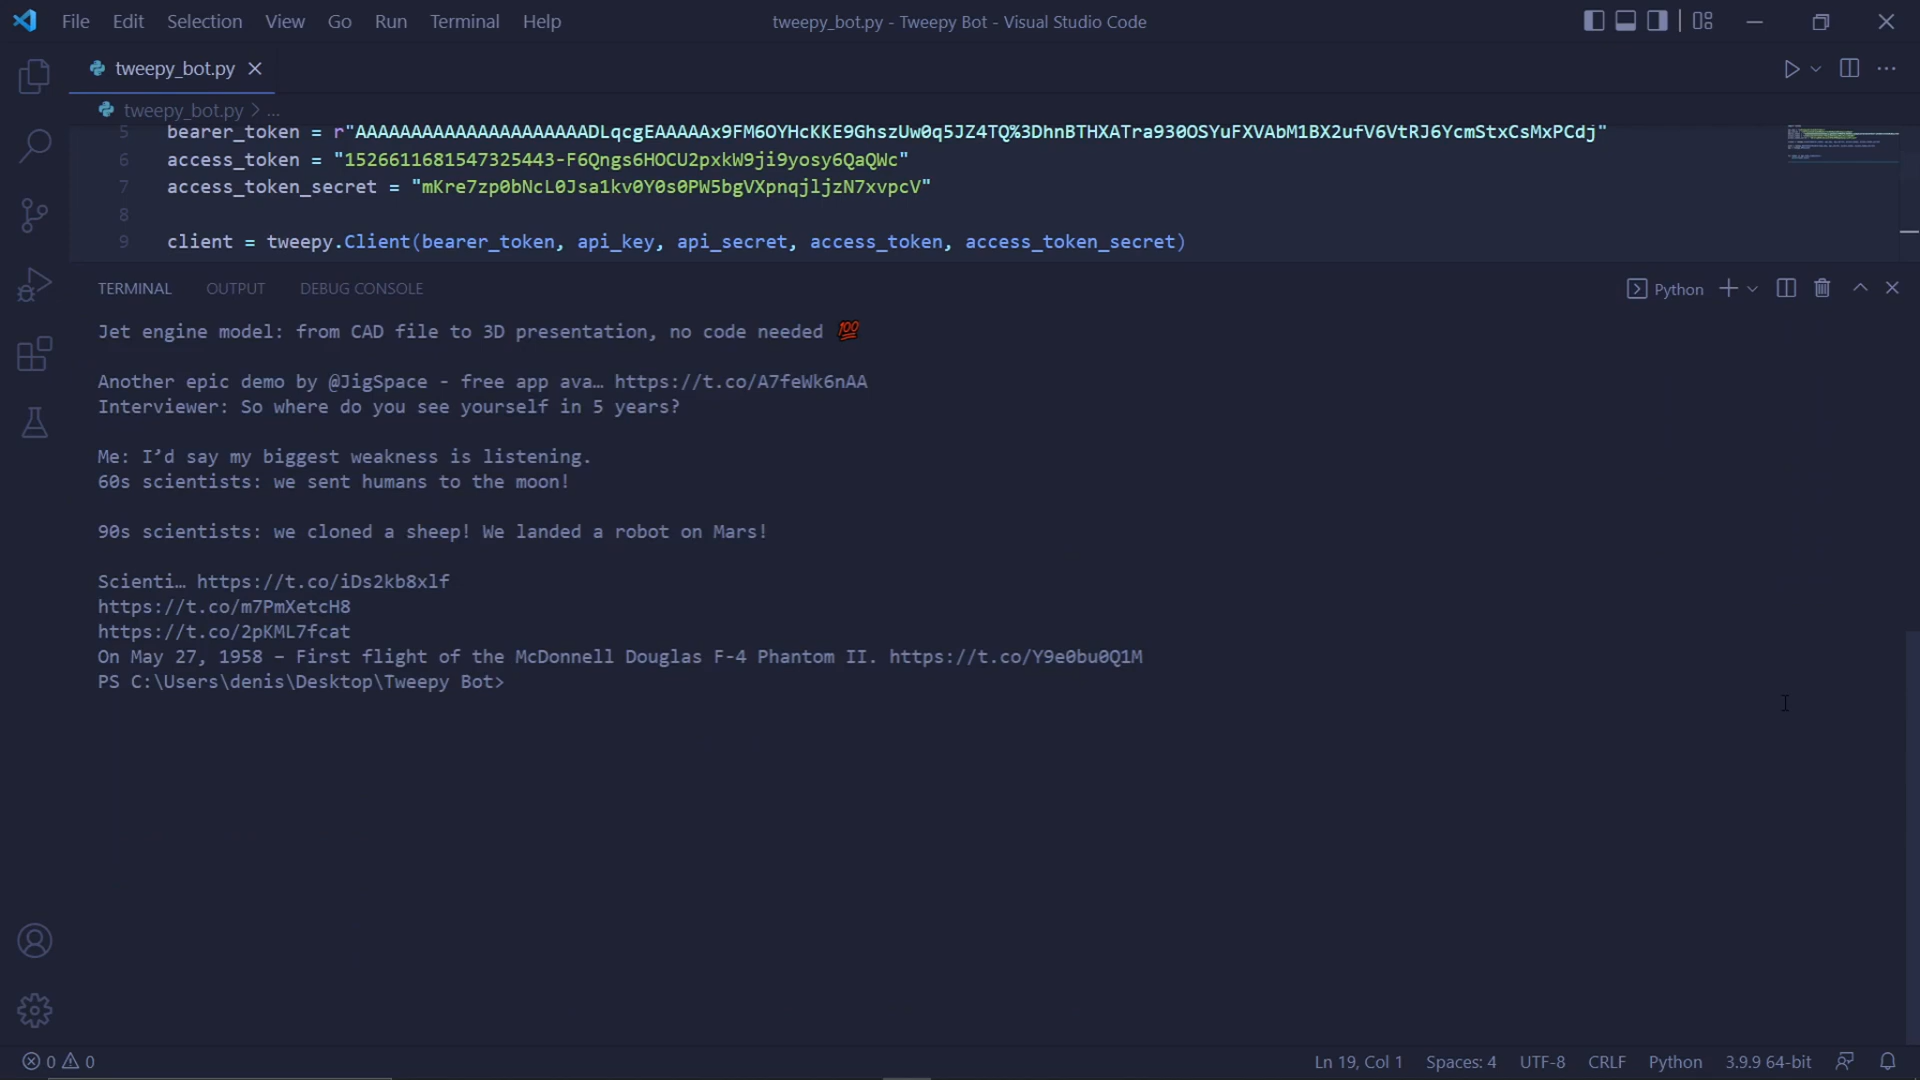 File Edit Selection View Go Run Terminal Help
tweepy_bot.py - Tweepy Bot - Visual Studio Code
tweepy_bot.py
tweepy_bot.py > ...
5 bearer_token = r"AAAAAAAAAAAAAAAAAAAAADLqcgEAAAAAx9FM6OYHcKKE9GhszUw0q5JZ4TQ%3DhnBTHXATra930OSYuFXVAbM1BX2ufV6VtRJ6YcmStxCsMxPCdj"
6 access_token = "1526611681547325443-F6Qngs6HOCU2pxkW9ji9yosy6QaQWc"
7 access_token_secret = "mKre7zp0bNcL0Jsa1kv0Y0s0PW5bgVXpnqjljzN7xvpcV"
8
9 client = tweepy.Client(bearer_token, api_key, api_secret, access_token, access_token_secret)
TERMINAL OUTPUT DEBUG CONSOLE
Python
Jet engine model: from CAD file to 3D presentation, no code needed 💯
Another epic demo by @JigSpace - free app ava… https://t.co/A7feWk6nAA
Interviewer: So where do you see yourself in 5 years?
Me: I’d say my biggest weakness is listening.
60s scientists: we sent humans to the moon!
90s scientists: we cloned a sheep! We landed a robot on Mars!
Scienti… https://t.co/iDs2kb8xlf
https://t.co/m7PmXetcH8
https://t.co/2pKML7fcat
On May 27, 1958 – First flight of the McDonnell Douglas F-4 Phantom II. https://t.co/Y9e0bu0Q1M
PS C:\Users\denis\Desktop\Tweepy Bot>
0 0
Ln 19, Col 1 Spaces: 4 UTF-8 CRLF Python 3.9.9 64-bit